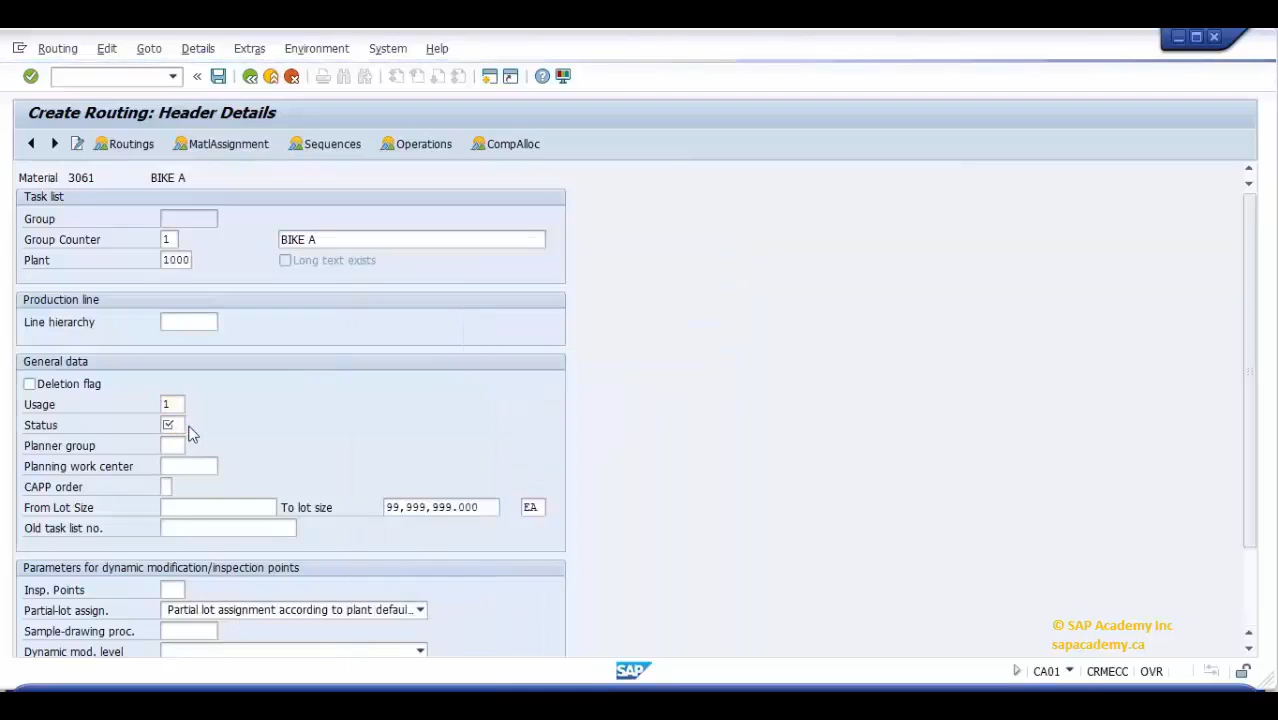 Routing Edit Goto Details Extras Environment System Help
Create Routing: Header Details
Routings MatlAssignment Sequences Operations CompAlloc
Material 3061 BIKE A
Task list
Group
Group Counter 1 BIKE A
Plant 1000 Long text exists
Production line
Line hierarchy
General data
Deletion flag
Usage 1
Status
Planner group
Planning work center
CAPP order
From Lot Size To lot size 99,999,999.000 EA
Old task list no.
Parameters for dynamic modification/inspection points
Insp. Points
Partial-lot assign. Partial lot assignment according to plant defaul...
Sample-drawing proc.
Dynamic mod. level
© SAP Academy Inc
sapacademy.ca
SAP CA01 CRMECC OVR